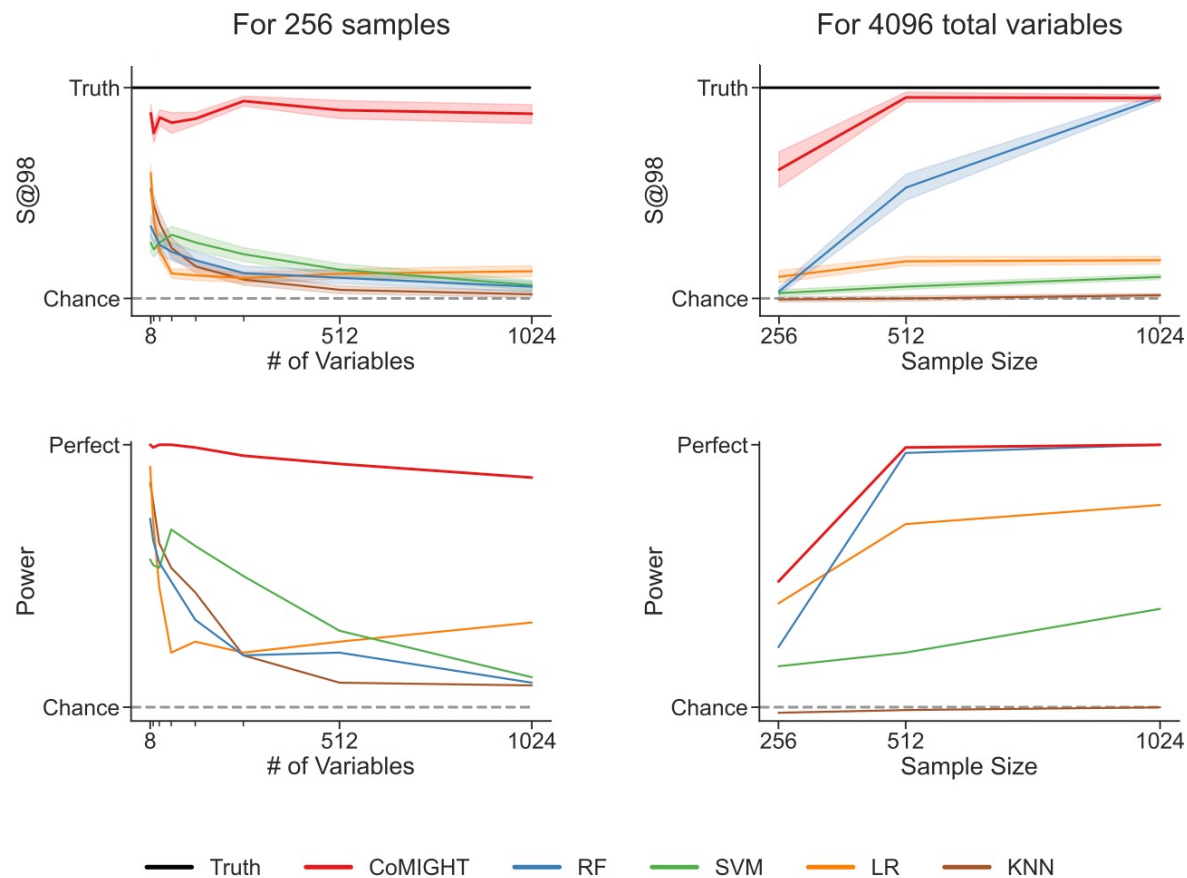 For 256 samples
For 4096 total variables
Truth
S@98
Chance
8
512
1024
# of Variables
Truth
S@98
Chance
256
512
1024
Sample Size
Perfect
Power
Chance
8
512
1024
# of Variables
Perfect
Power
Chance
256
512
1024
Sample Size
Truth CoMIGHT RF SVM LR KNN